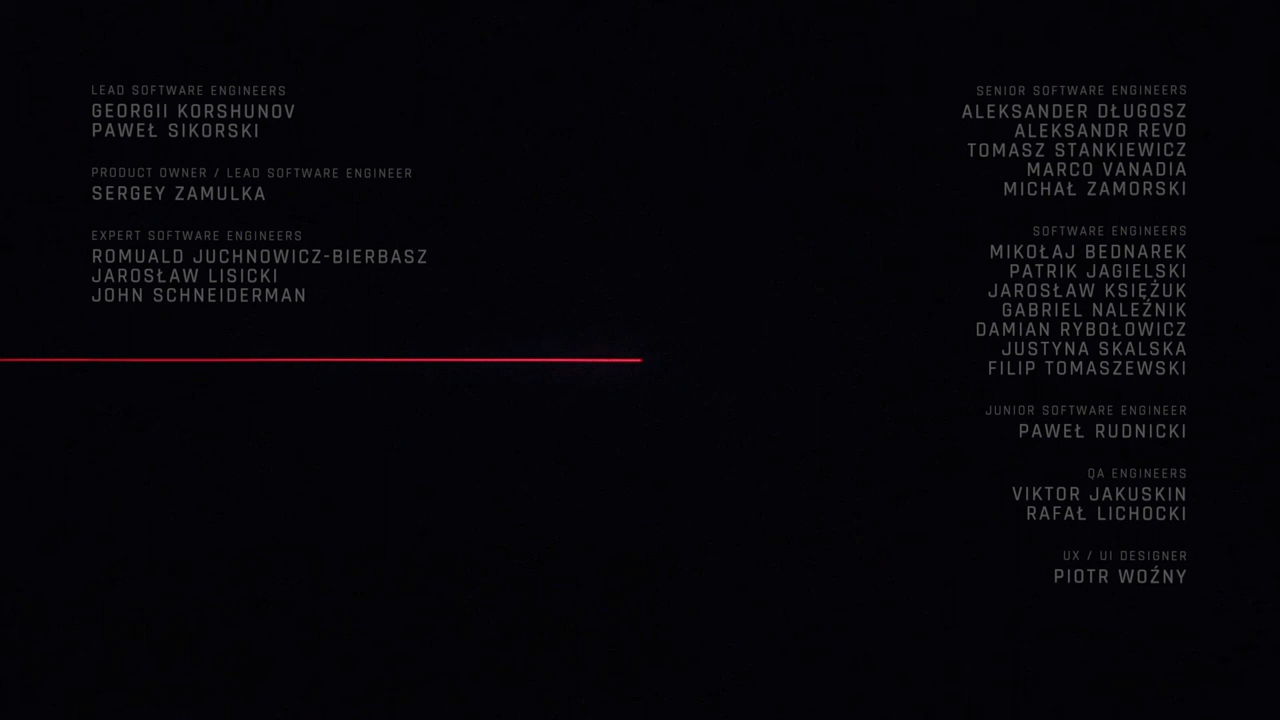 LEAD SOFTWARE ENGINEERS
GEORGII KORSHUNOV
PAWEŁ SIKORSKI
PRODUCT OWNER / LEAD SOFTWARE ENGINEER
SERGEY ZAMULKA
EXPERT SOFTWARE ENGINEERS
ROMUALD JUCHNOWICZ-BIERBASZ
JAROSŁAW LISICKI
JOHN SCHNEIDERMAN
SENIOR SOFTWARE ENGINEERS
ALEKSANDER DŁUGOSZ
ALEKSANDR REVO
TOMASZ STANKIEWICZ
MARCO VANADIA
MICHAŁ ZAMORSKI
SOFTWARE ENGINEERS
MIKOŁAJ BEDNAREK
PATRIK JAGIELSKI
JAROSŁAW KSIĘŻUK
GABRIEL NALEŹNIK
DAMIAN RYBOŁOWICZ
JUSTYNA SKALSKA
FILIP TOMASZEWSKI
JUNIOR SOFTWARE ENGINEER
PAWEŁ RUDNICKI
QA ENGINEERS
VIKTOR JAKUSKIN
RAFAŁ LICHOCKI
UX / UI DESIGNER
PIOTR WOŹNY